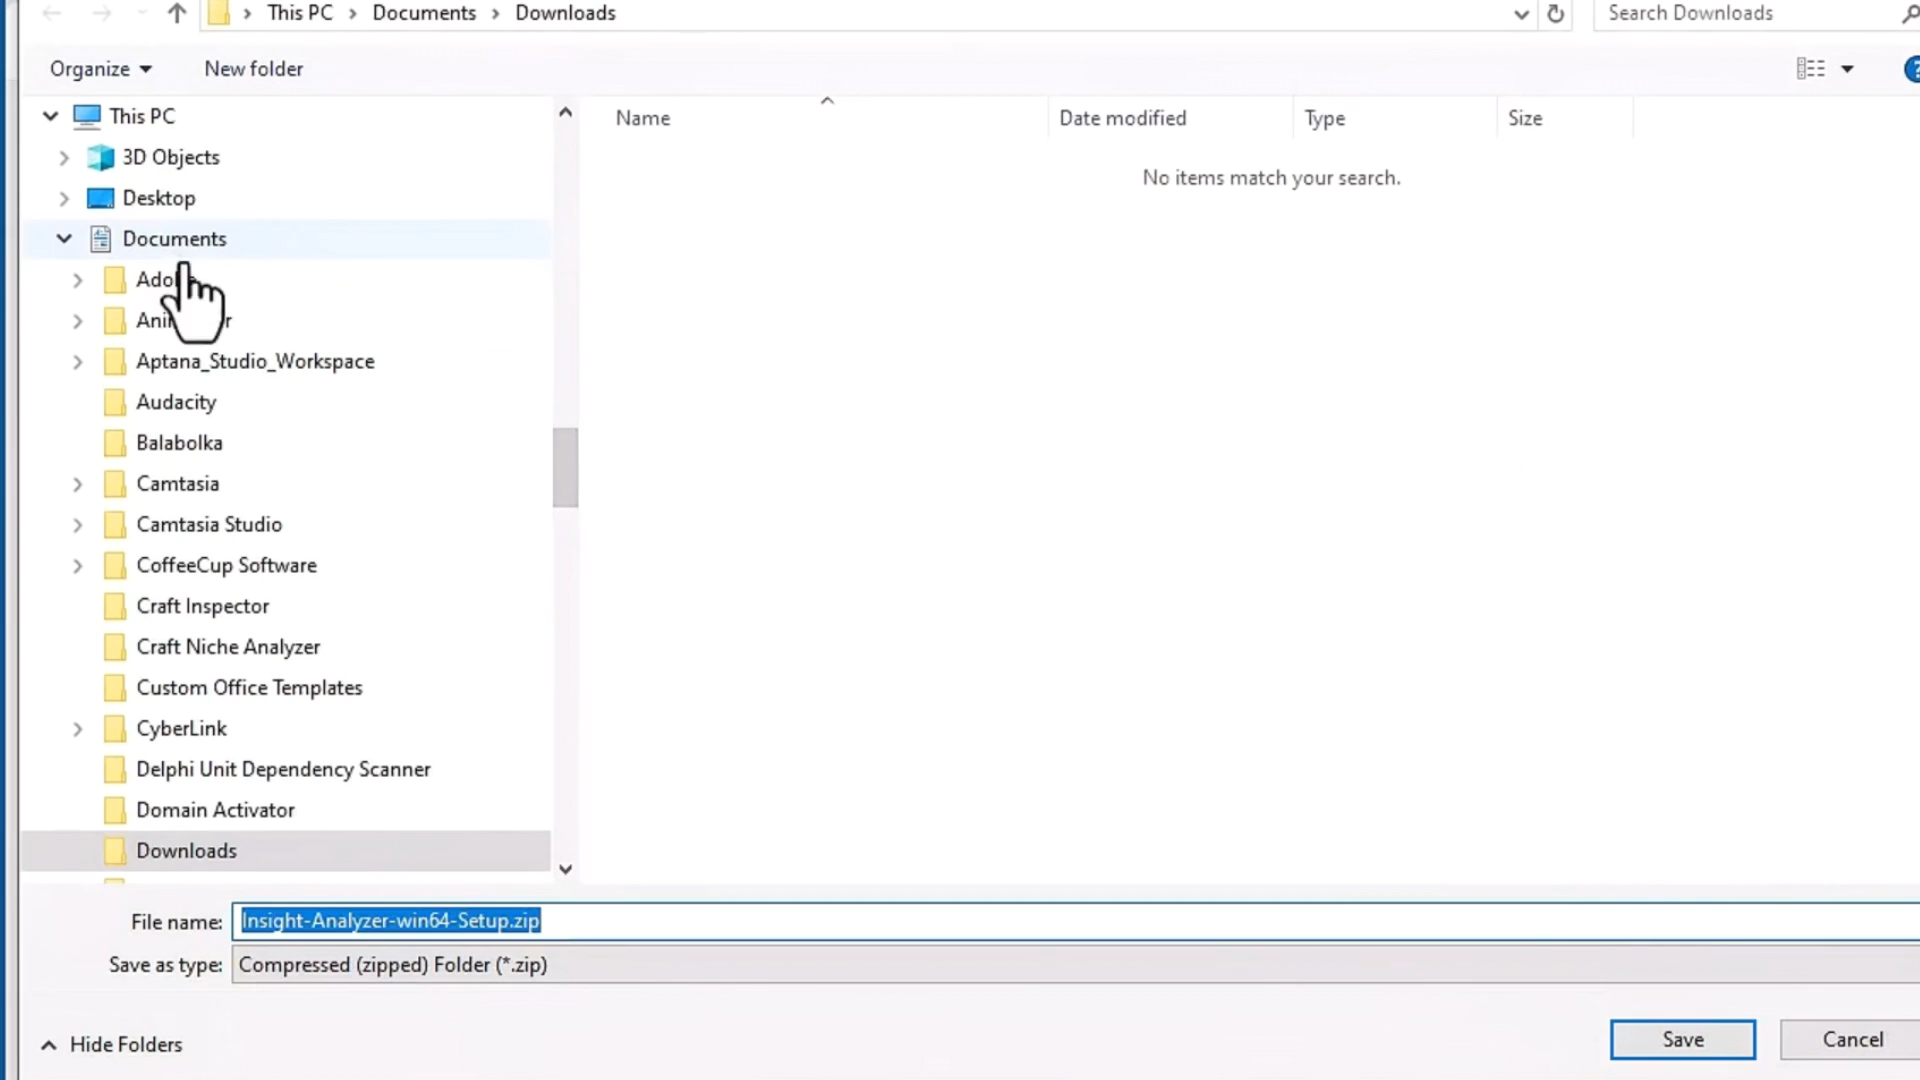 This PC > Documents > Downloads
Search Downloads
Organize
New folder
Name
Date modified
Type
Size
No items match your search.
This PC
3D Objects
Desktop
Documents
Aptana_Studio_Workspace
Audacity
Balabolka
Camtasia
Camtasia Studio
CoffeeCup Software
Craft Inspector
Craft Niche Analyzer
Custom Office Templates
CyberLink
Delphi Unit Dependency Scanner
Domain Activator
Downloads
File name: Insight-Analyzer-win64-Setup.zip
Save as type: Compressed (zipped) Folder (*.zip)
Hide Folders
Save
Cancel